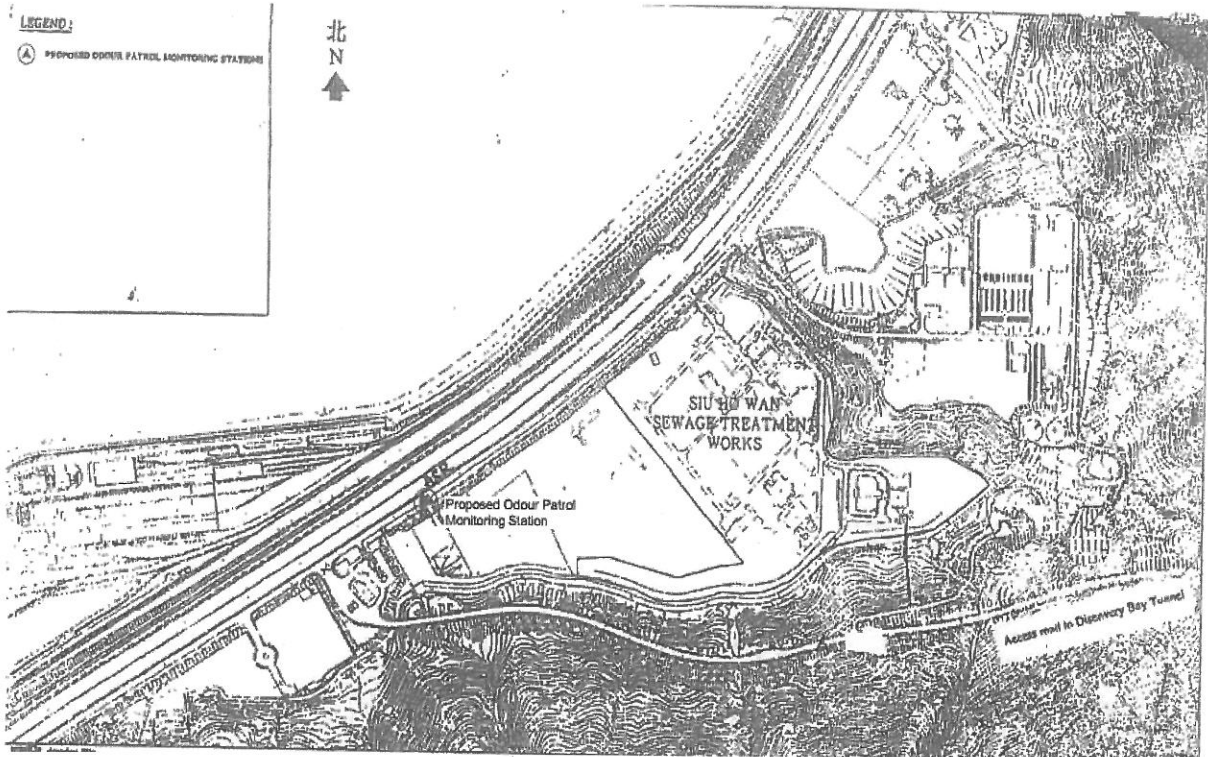 LEGEND:
A PROPOSED ODOUR PATROL MONITORING STATIONS
北
N
SIU HO WAN
SEWAGE TREATMENT
WORKS
Proposed Odour Patrol
Monitoring Station
Access road to Discovery Bay Tunnel